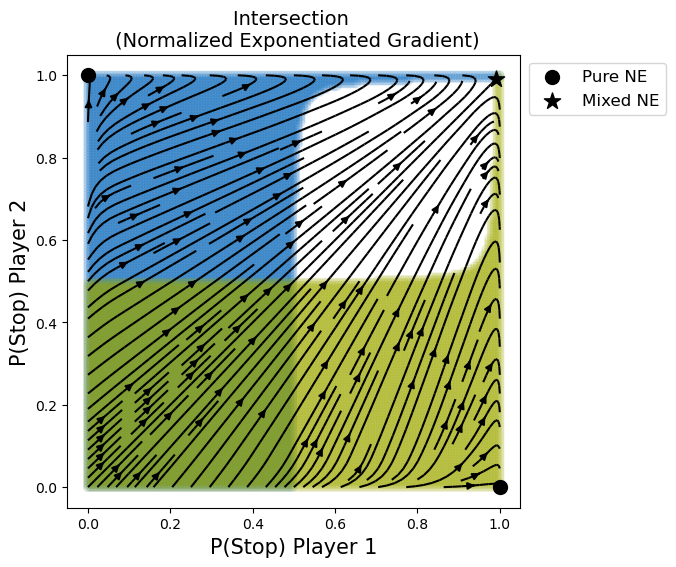 Intersection
(Normalized Exponentiated Gradient)
Pure NE
Mixed NE
P(Stop) Player 2
1.0
0.8
0.6
0.4
0.2
0.0
0.0 0.2 0.4 0.6 0.8 1.0
P(Stop) Player 1